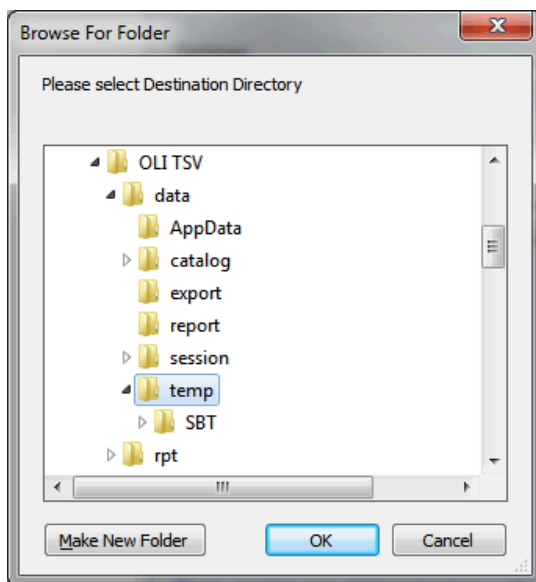 Browse For Folder
Please select Destination Directory
OLI TSV
data
AppData
catalog
export
report
session
temp
SBT
rpt
Make New Folder OK Cancel